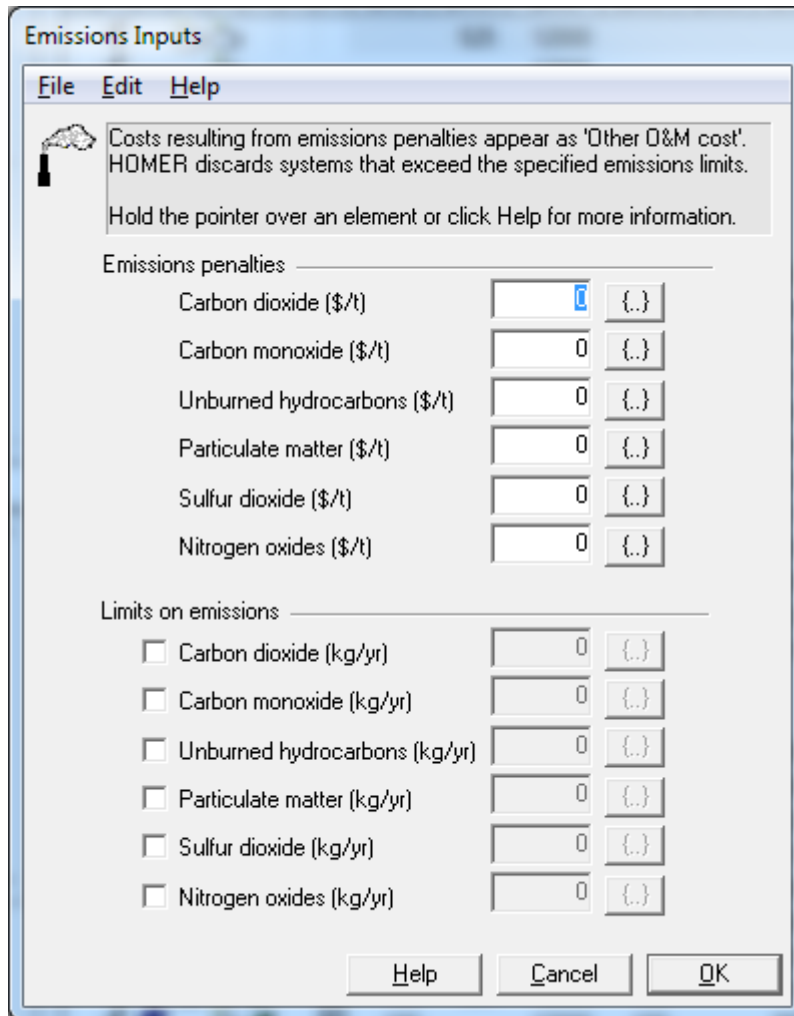 Emissions Inputs
File Edit Help
Costs resulting from emissions penalties appear as 'Other O&M cost'.
HOMER discards systems that exceed the specified emissions limits.
Hold the pointer over an element or click Help for more information.
Emissions penalties
Carbon dioxide ($/t) 0 {..}
Carbon monoxide ($/t) 0 {..}
Unburned hydrocarbons ($/t) 0 {..}
Particulate matter ($/t) 0 {..}
Sulfur dioxide ($/t) 0 {..}
Nitrogen oxides ($/t) 0 {..}
Limits on emissions
Carbon dioxide (kg/yr) 0 {..}
Carbon monoxide (kg/yr) 0 {..}
Unburned hydrocarbons (kg/yr) 0 {..}
Particulate matter (kg/yr) 0 {..}
Sulfur dioxide (kg/yr) 0 {..}
Nitrogen oxides (kg/yr) 0 {..}
Help Cancel OK